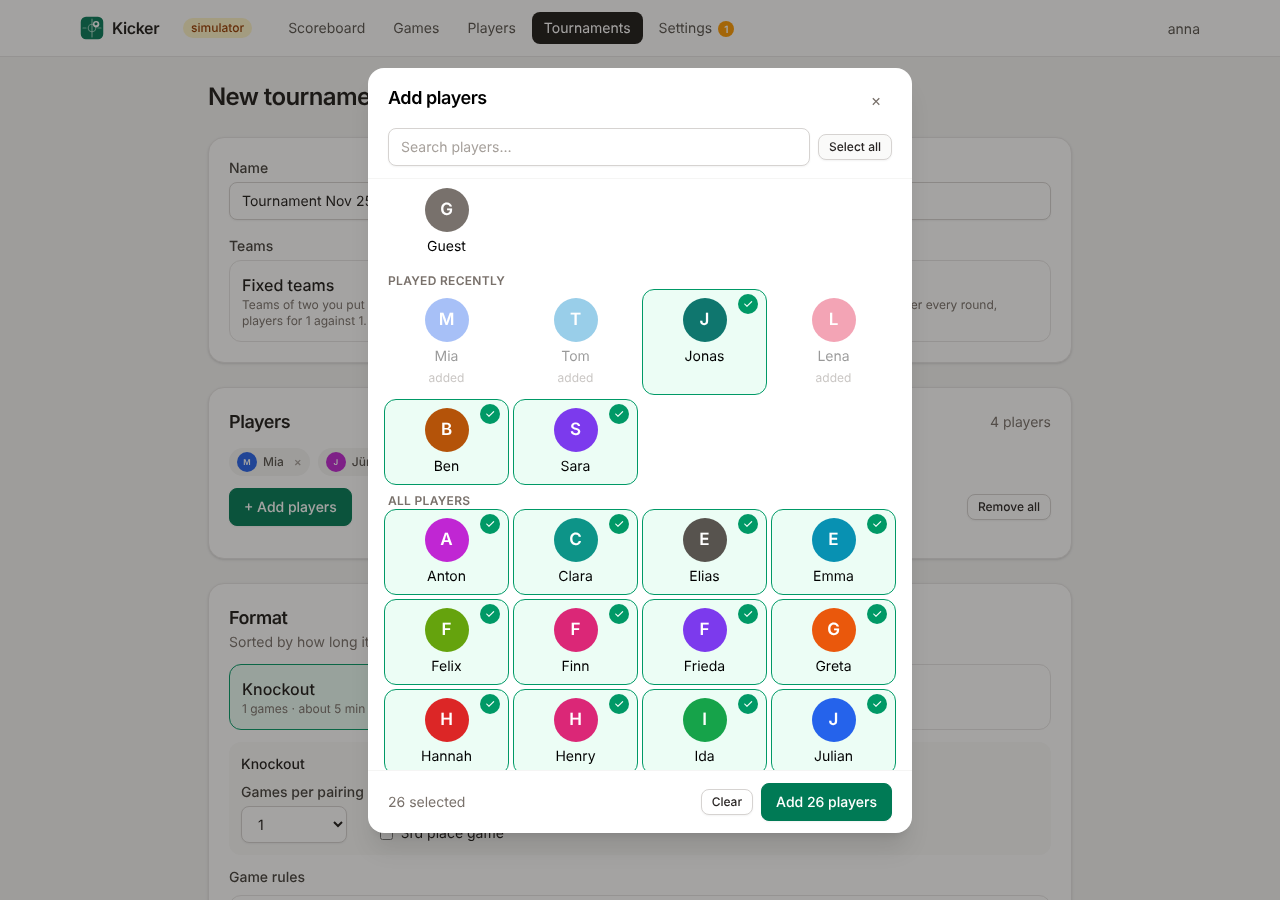 Kicker
simulator
Scoreboard
Games
Players
Tournaments
Settings
1
anna
New tourname
Add players
×
Search players...
Select all
Name
Tournament Nov 25
Teams
Fixed teams
Teams of two you put
er every round,
players for 1 against 1.
G
Guest
PLAYED RECENTLY
M
T
J
L
Mia
Tom
Jonas
Lena
added
added
added
B
S
Ben
Sara
Players
4 players
M
Mia
×
J
Jür
+ Add players
Remove all
ALL PLAYERS
A
C
E
E
Anton
Clara
Elias
Emma
F
F
F
G
Felix
Finn
Frieda
Greta
H
H
I
J
Hannah
Henry
Ida
Julian
Format
Sorted by how long it
Knockout
1 games · about 5 min
Knockout
Games per pairing
1
3rd place game
Game rules
26 selected
Clear
Add 26 players